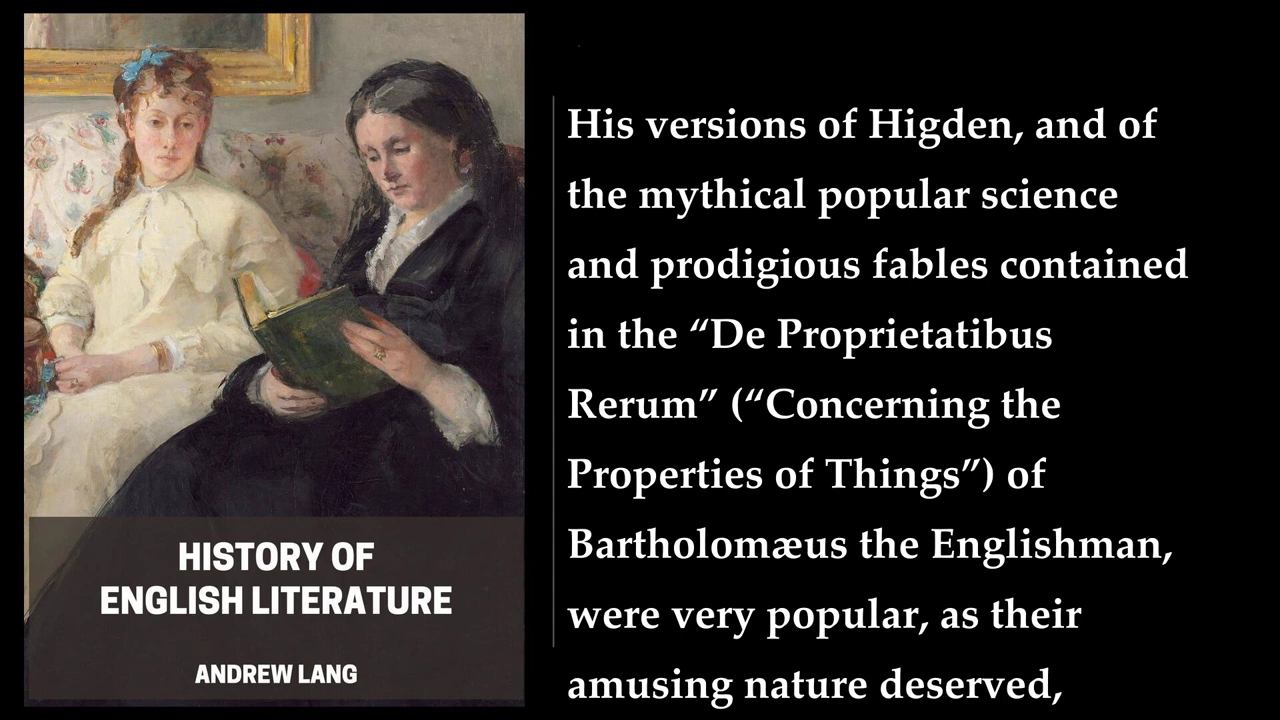 HISTORY OF
ENGLISH LITERATURE
ANDREW LANG
His versions of Higden, and of
the mythical popular science
and prodigious fables contained
in the “De Proprietatibus
Rerum” (“Concerning the
Properties of Things”) of
Bartholomæus the Englishman,
were very popular, as their
amusing nature deserved,